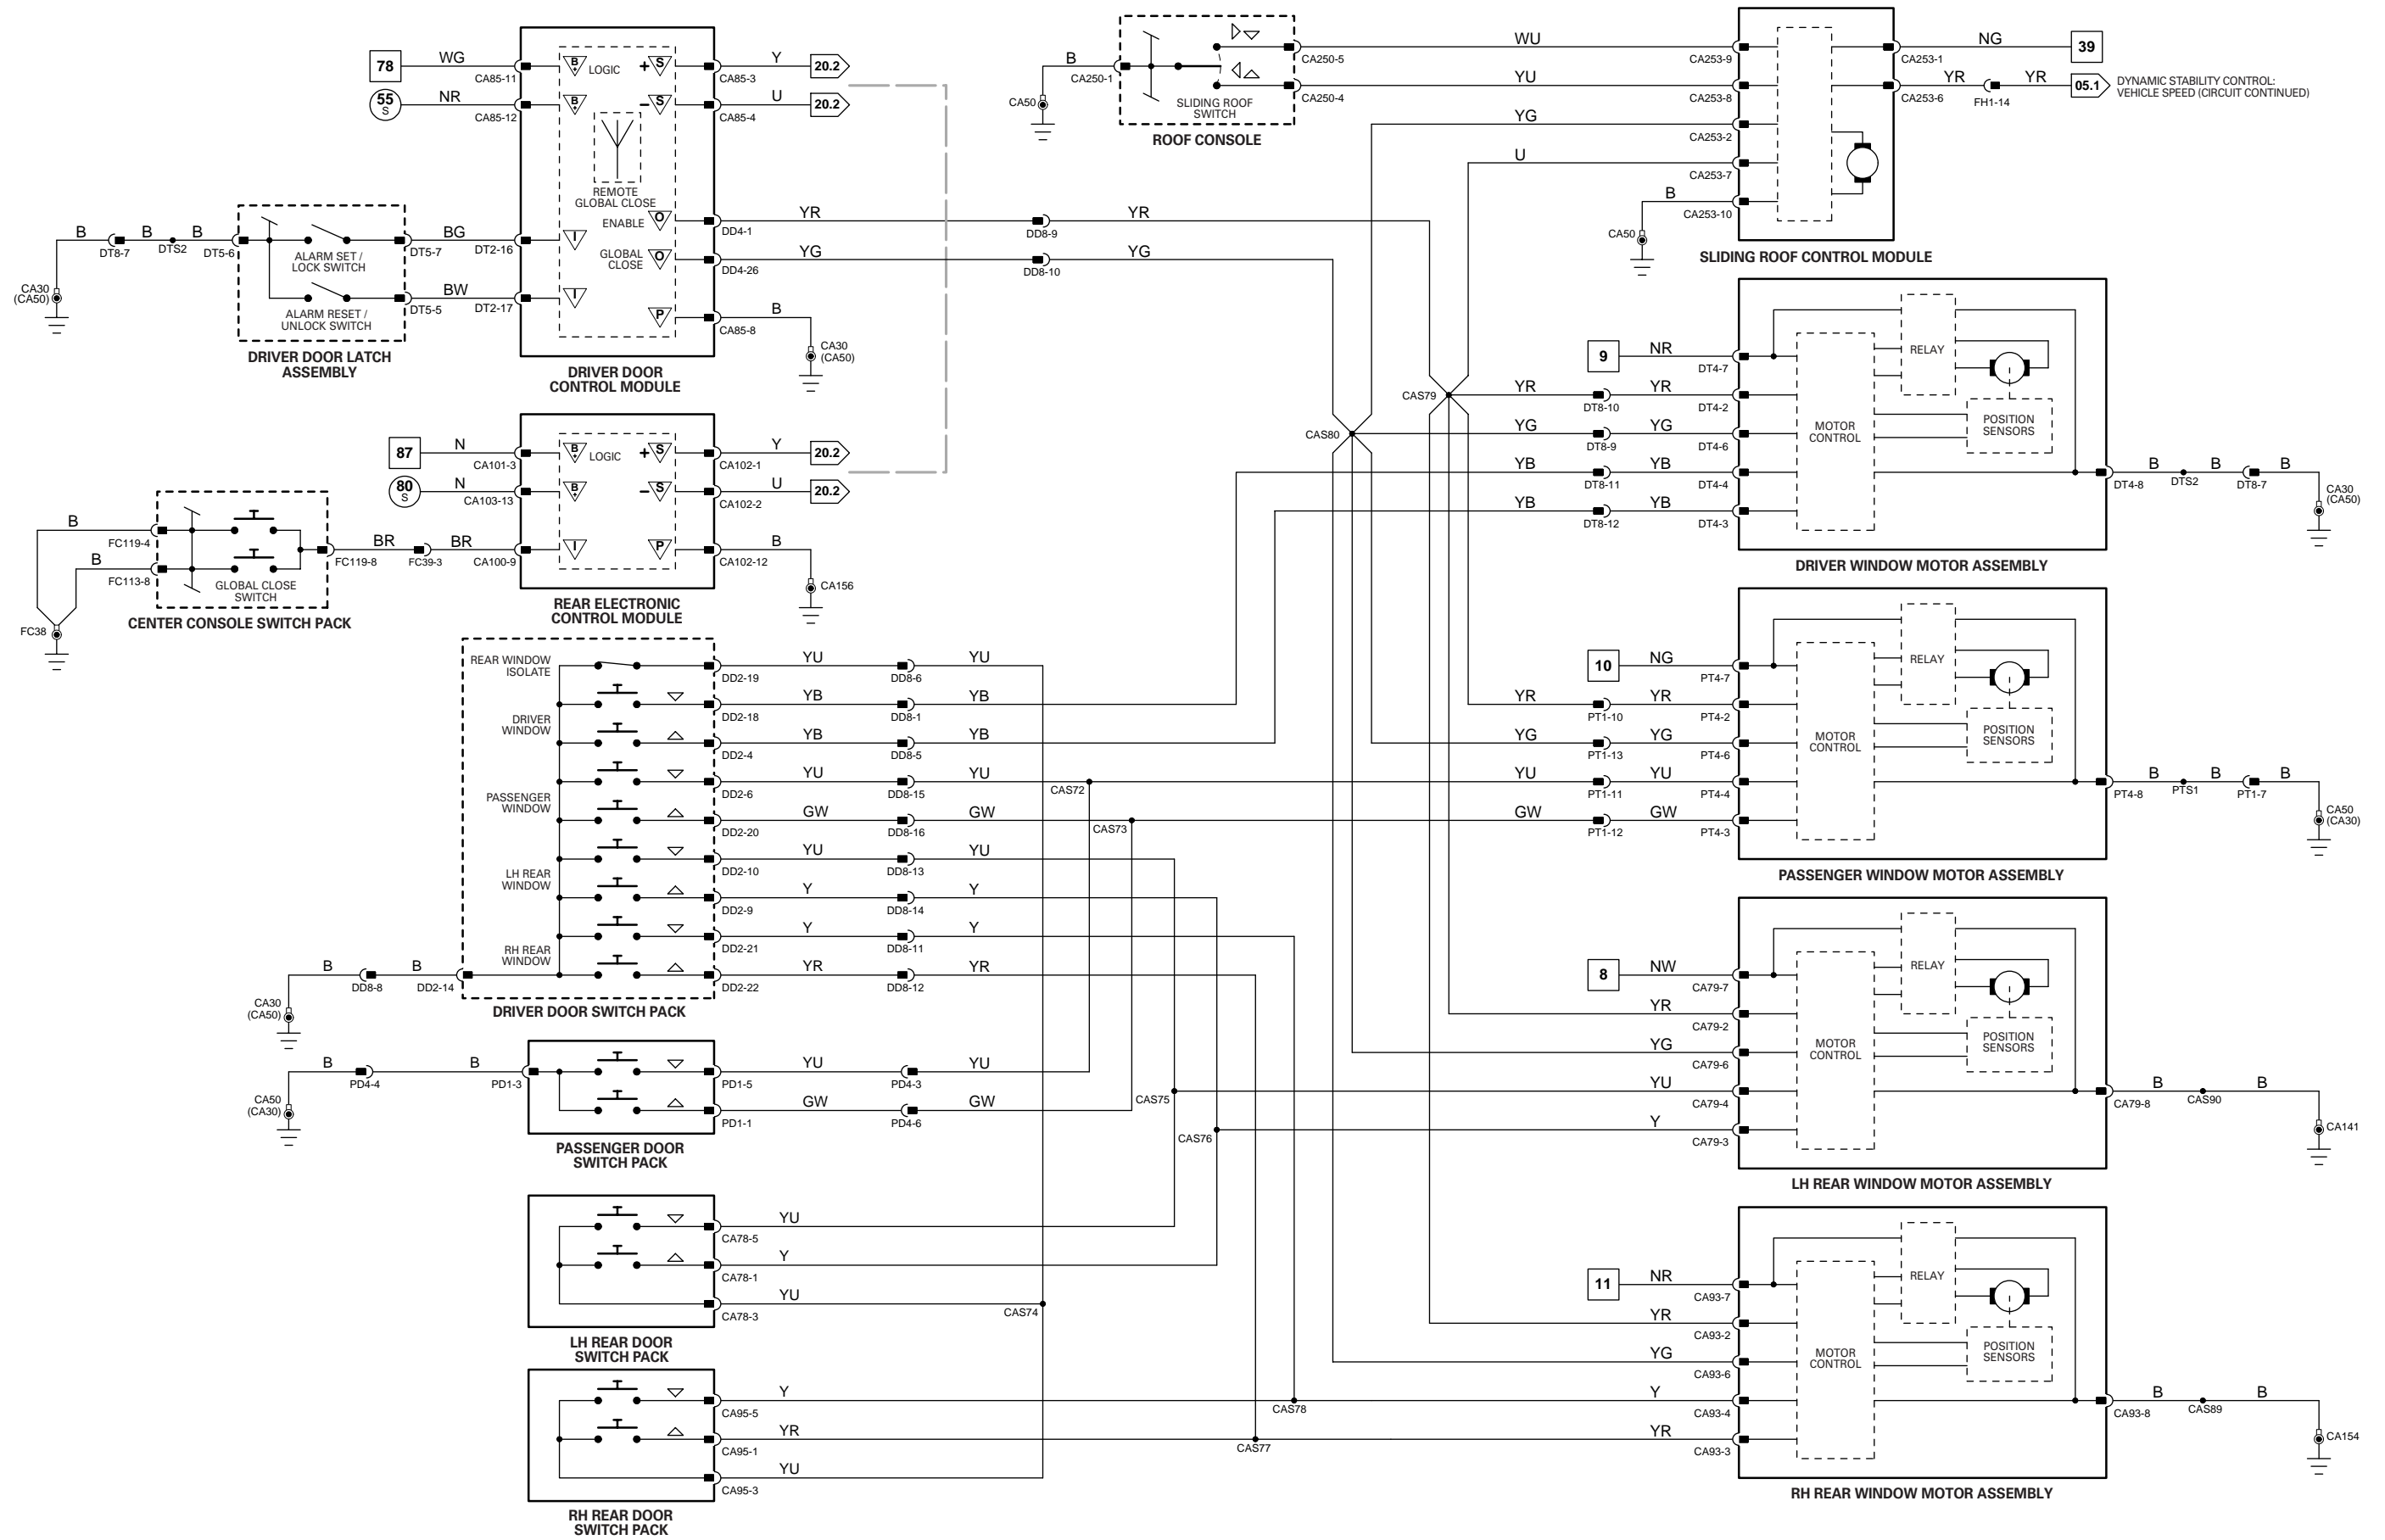 78
WG
CA85-11
55
S
NR
CA85-12
B+
LOGIC
+S
Y
CA85-3
20.2
B+
–S
U
CA85-4
20.2
REMOTE
GLOBAL CLOSE
ENABLE
O
DD4-1
YR
DD8-9
YR
GLOBAL
CLOSE
O
DD4-26
YG
DD8-10
YG
P
CA85-8
B
CA30
(CA50)
B
DT8-7
B
DTS2
B
DT5-6
CA30
(CA50)
ALARM SET /
LOCK SWITCH
DT5-7
BG
DT2-16
I
ALARM RESET /
UNLOCK SWITCH
DT5-5
BW
DT2-17
I
DRIVER DOOR LATCH
ASSEMBLY
DRIVER DOOR
CONTROL MODULE
87
N
CA101-3
80
S
N
CA103-13
B+
LOGIC
+S
CA102-1
Y
20.2
B+
–S
CA102-2
U
20.2
I
P
CA102-12
B
CA156
REAR ELECTRONIC
CONTROL MODULE
B
FC119-4
B
FC113-8
FC38
GLOBAL CLOSE
SWITCH
FC119-8
BR
FC39-3
BR
CA100-9
CENTER CONSOLE SWITCH PACK
REAR WINDOW
ISOLATE
DD2-19
YU
DD8-6
YU
DRIVER
WINDOW
DD2-18
YB
DD8-1
YB
DD2-4
YB
DD8-5
YB
PASSENGER
WINDOW
DD2-6
YU
DD8-15
YU
CAS72
DD2-20
GW
DD8-16
GW
CAS73
LH REAR
WINDOW
DD2-10
YU
DD8-13
YU
DD2-9
Y
DD8-14
Y
RH REAR
WINDOW
DD2-21
Y
DD8-11
Y
DD2-22
YR
DD8-12
YR
B
DD8-8
B
DD2-14
CA30
(CA50)
DRIVER DOOR SWITCH PACK
B
PD4-4
B
PD1-3
CA50
(CA30)
PD1-5
YU
PD4-3
YU
PD1-1
GW
PD4-6
GW
PASSENGER DOOR
SWITCH PACK
CAS75
CAS76
CA78-5
YU
CA78-1
Y
CA78-3
YU
CAS74
LH REAR DOOR
SWITCH PACK
CA95-5
Y
CAS78
CA95-1
YR
CAS77
CA95-3
YU
RH REAR DOOR
SWITCH PACK
B
CA250-1
CA50
SLIDING ROOF
SWITCH
CA250-5
WU
CA253-9
CA250-4
YU
CA253-8
ROOF CONSOLE
YG
CA253-2
U
CA253-7
B
CA253-10
CA50
CA253-1
NG
39
CA253-6
YR
FH1-14
YR
05.1
DYNAMIC STABILITY CONTROL:
VEHICLE SPEED (CIRCUIT CONTINUED)
SLIDING ROOF CONTROL MODULE
CAS79
CAS80
9
NR
DT4-7
YR
DT8-10
YR
DT4-2
YG
DT8-9
YG
DT4-6
YB
DT8-11
YB
DT4-4
YB
DT8-12
YB
DT4-3
MOTOR
CONTROL
RELAY
POSITION
SENSORS
DT4-8
B
DTS2
B
DT8-7
B
CA30
(CA50)
DRIVER WINDOW MOTOR ASSEMBLY
10
NG
PT4-7
YR
PT1-10
YR
PT4-2
YG
PT1-13
YG
PT4-6
YU
PT1-11
YU
PT4-4
GW
PT1-12
GW
PT4-3
MOTOR
CONTROL
RELAY
POSITION
SENSORS
PT4-8
B
PTS1
B
PT1-7
B
CA50
(CA30)
PASSENGER WINDOW MOTOR ASSEMBLY
8
NW
CA79-7
YR
CA79-2
YG
CA79-6
YU
CA79-4
Y
CA79-3
MOTOR
CONTROL
RELAY
POSITION
SENSORS
CA79-8
B
CAS90
B
CA141
LH REAR WINDOW MOTOR ASSEMBLY
11
NR
CA93-7
YR
CA93-2
YG
CA93-6
Y
CA93-4
YR
CA93-3
MOTOR
CONTROL
RELAY
POSITION
SENSORS
CA93-8
B
CAS89
B
CA154
RH REAR WINDOW MOTOR ASSEMBLY